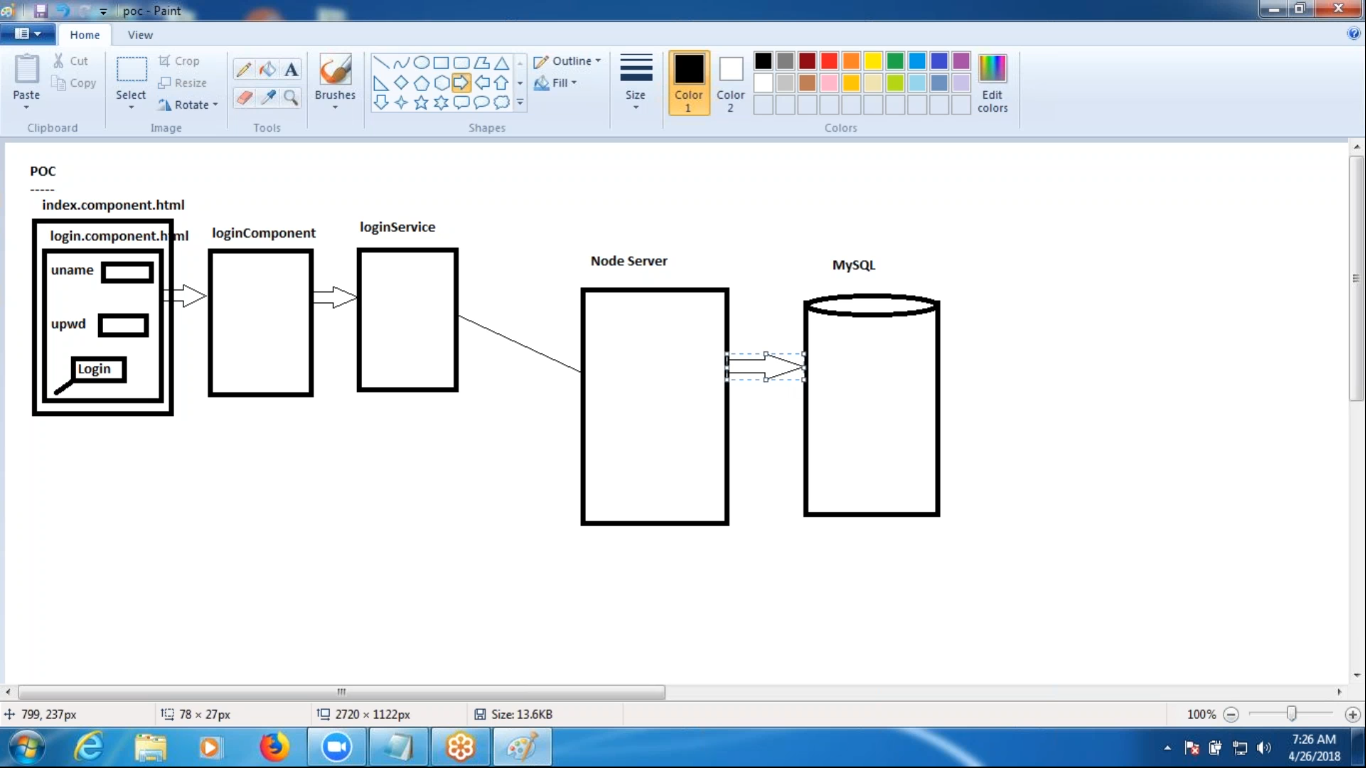 poc - Paint
Home View
Paste
Cut
Copy
Clipboard
Select
Crop
Resize
Rotate
Image
A
Tools
Brushes
Outline
Fill
Shapes
Size
Color 1
Color 2
Edit colors
Colors
POC
-----
index.component.html
login.component.html
loginComponent
loginService
Node Server
MySQL
uname
upwd
Login
799, 237px
78 × 27px
2720 × 1122px
Size: 13.6KB
100%
7:26 AM
4/26/2018